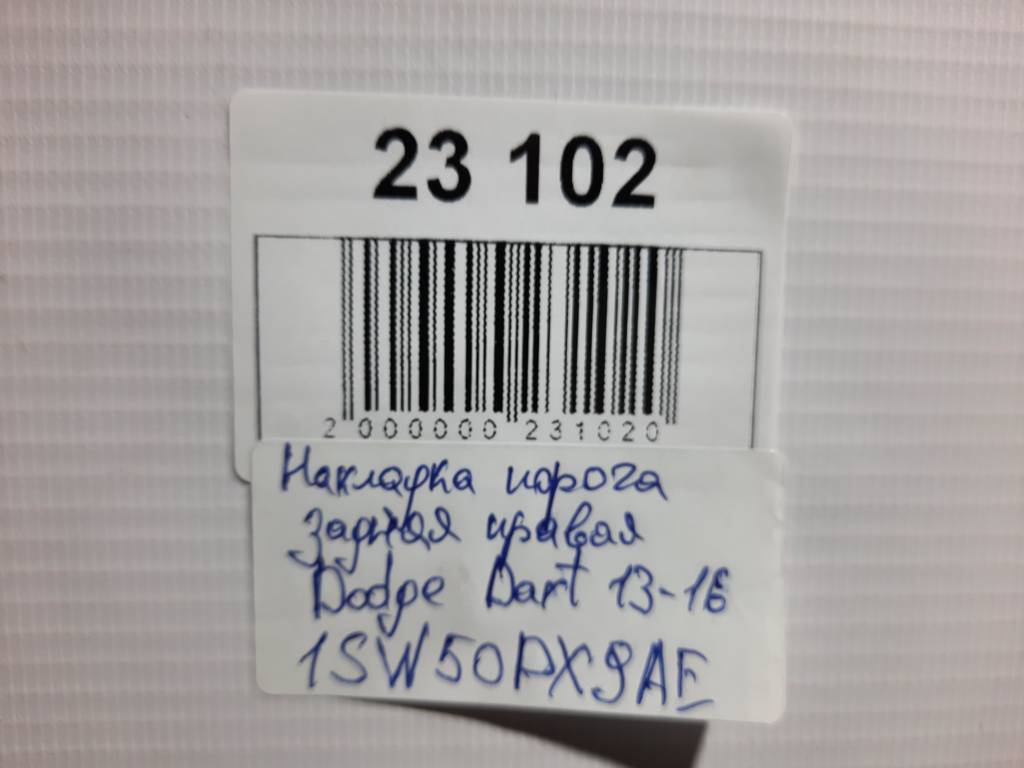 23 102
2 000000 231020
Накладка порога
задняя правая
Dodge Dart 13-16
1SW50PX9AE